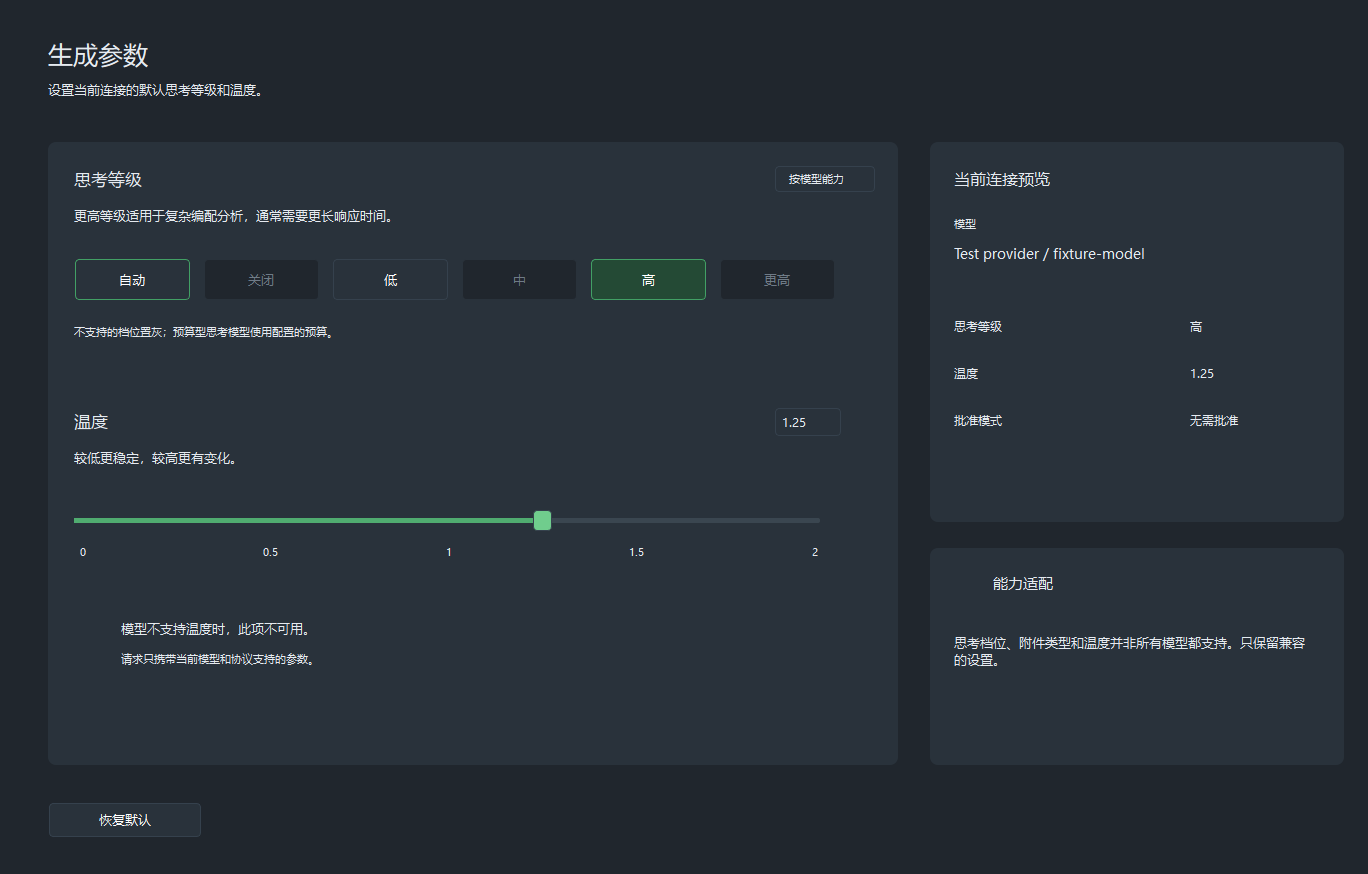 生成参数
设置当前连接的默认思考等级和温度。
思考等级
按模型能力
更高等级适用于复杂编配分析，通常需要更长响应时间。
自动
关闭
低
中
高
更高
不支持的档位置灰；预算型思考模型使用配置的预算。
温度
1.25
较低更稳定，较高更有变化。
0
0.5
1
1.5
2
模型不支持温度时，此项不可用。
请求只携带当前模型和协议支持的参数。
当前连接预览
模型
Test provider / fixture-model
思考等级
高
温度
1.25
批准模式
无需批准
能力适配
思考档位、附件类型和温度并非所有模型都支持。只保留兼容
的设置。
恢复默认